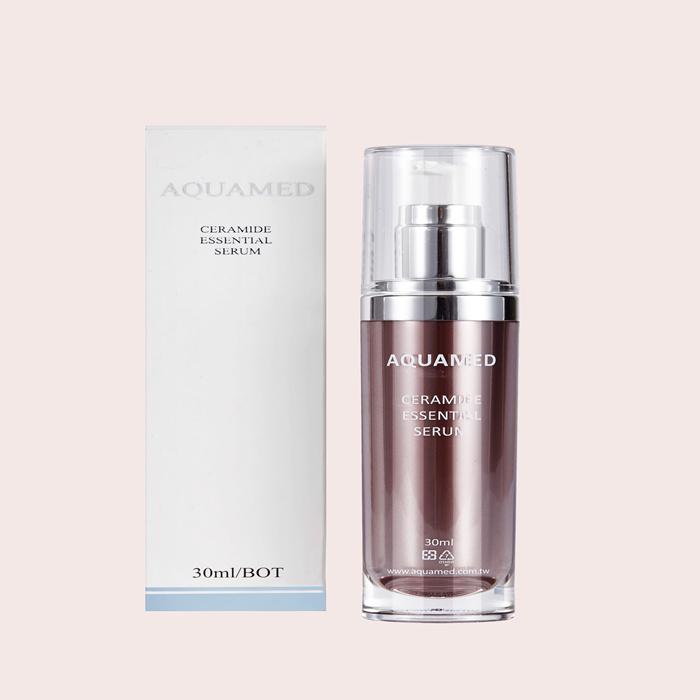 AQUAMED
CERAMIDE
ESSENTIAL
SERUM
30ml/BOT
AQUAMED
CERAMIDE
ESSENTIAL
SERUM
30ml
www.aquamed.com.tw